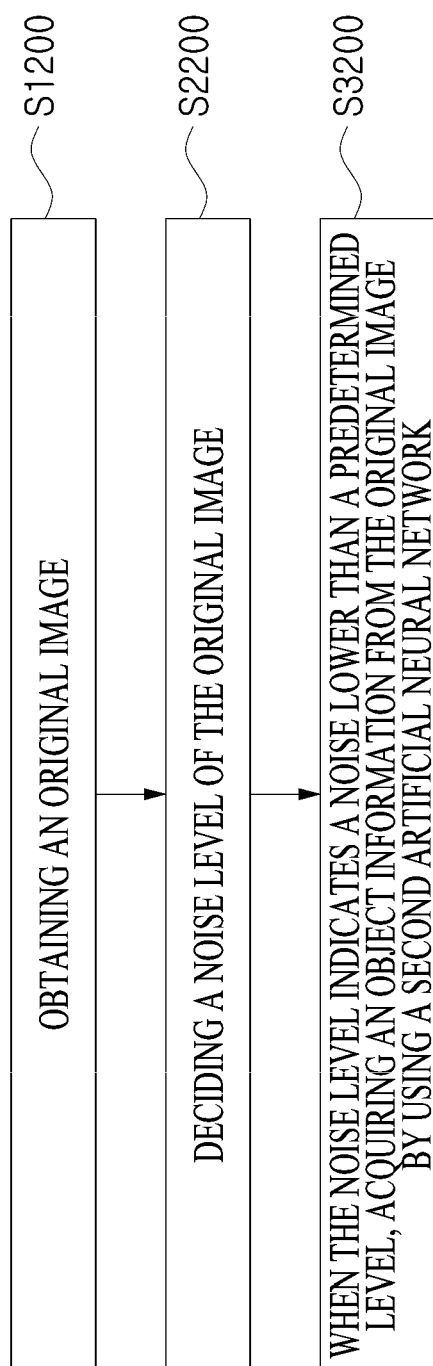 OBTAINING AN ORIGINAL IMAGE
S1200
DECIDING A NOISE LEVEL OF THE ORIGINAL IMAGE
S2200
WHEN THE NOISE LEVEL INDICATES A NOISE LOWER THAN A PREDETERMINED
LEVEL, ACQUIRING AN OBJECT INFORMATION FROM THE ORIGINAL IMAGE
BY USING A SECOND ARTIFICIAL NEURAL NETWORK
S3200